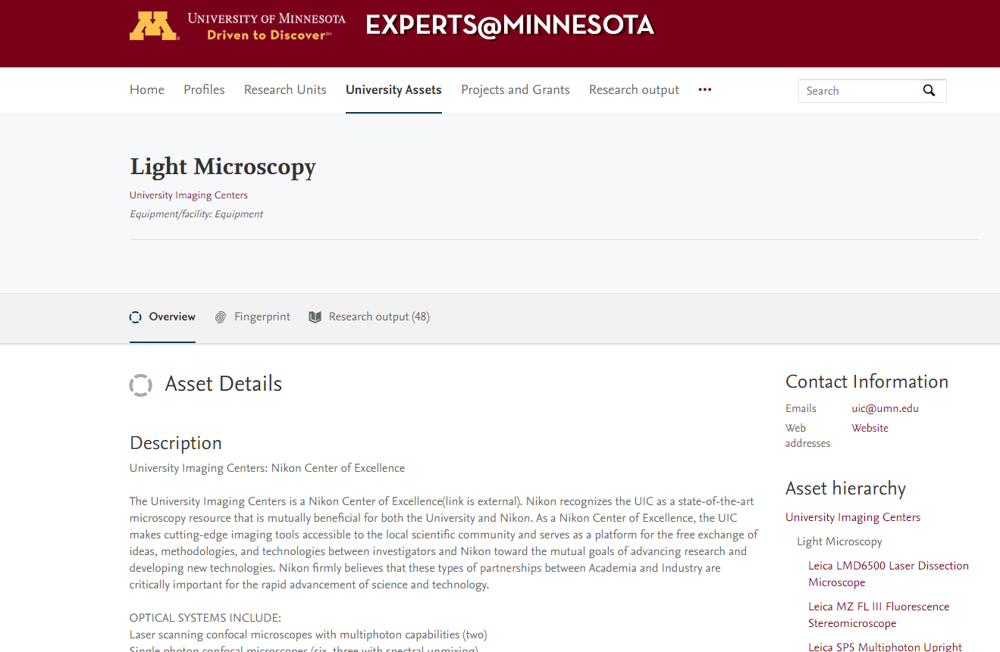 UNIVERSITY OF MINNESOTA
Driven to Discover℠
EXPERTS@MINNESOTA
Home
Profiles
Research Units
University Assets
Projects and Grants
Research output
Search
Light Microscopy
University Imaging Centers
Equipment/facility: Equipment
Overview
Fingerprint
Research output (48)
Asset Details
Description
University Imaging Centers: Nikon Center of Excellence
The University Imaging Centers is a Nikon Center of Excellence(link is external). Nikon recognizes the UIC as a state-of-the-art
microscopy resource that is mutually beneficial for both the University and Nikon. As a Nikon Center of Excellence, the UIC
makes cutting-edge imaging tools accessible to the local scientific community and serves as a platform for the free exchange of
ideas, methodologies, and technologies between investigators and Nikon toward the mutual goals of advancing research and
developing new technologies. Nikon firmly believes that these types of partnerships between Academia and Industry are
critically important for the rapid advancement of science and technology.
OPTICAL SYSTEMS INCLUDE:
Laser scanning confocal microscopes with multiphoton capabilities (two)
Single photon confocal microscopes (six, three with spectral unmixing)
Contact Information
Emails
uic@umn.edu
Web
addresses
Website
Asset hierarchy
University Imaging Centers
Light Microscopy
Leica LMD6500 Laser Dissection
Microscope
Leica MZ FL III Fluorescence
Stereomicroscope
Leica SP5 Multiphoton Upright